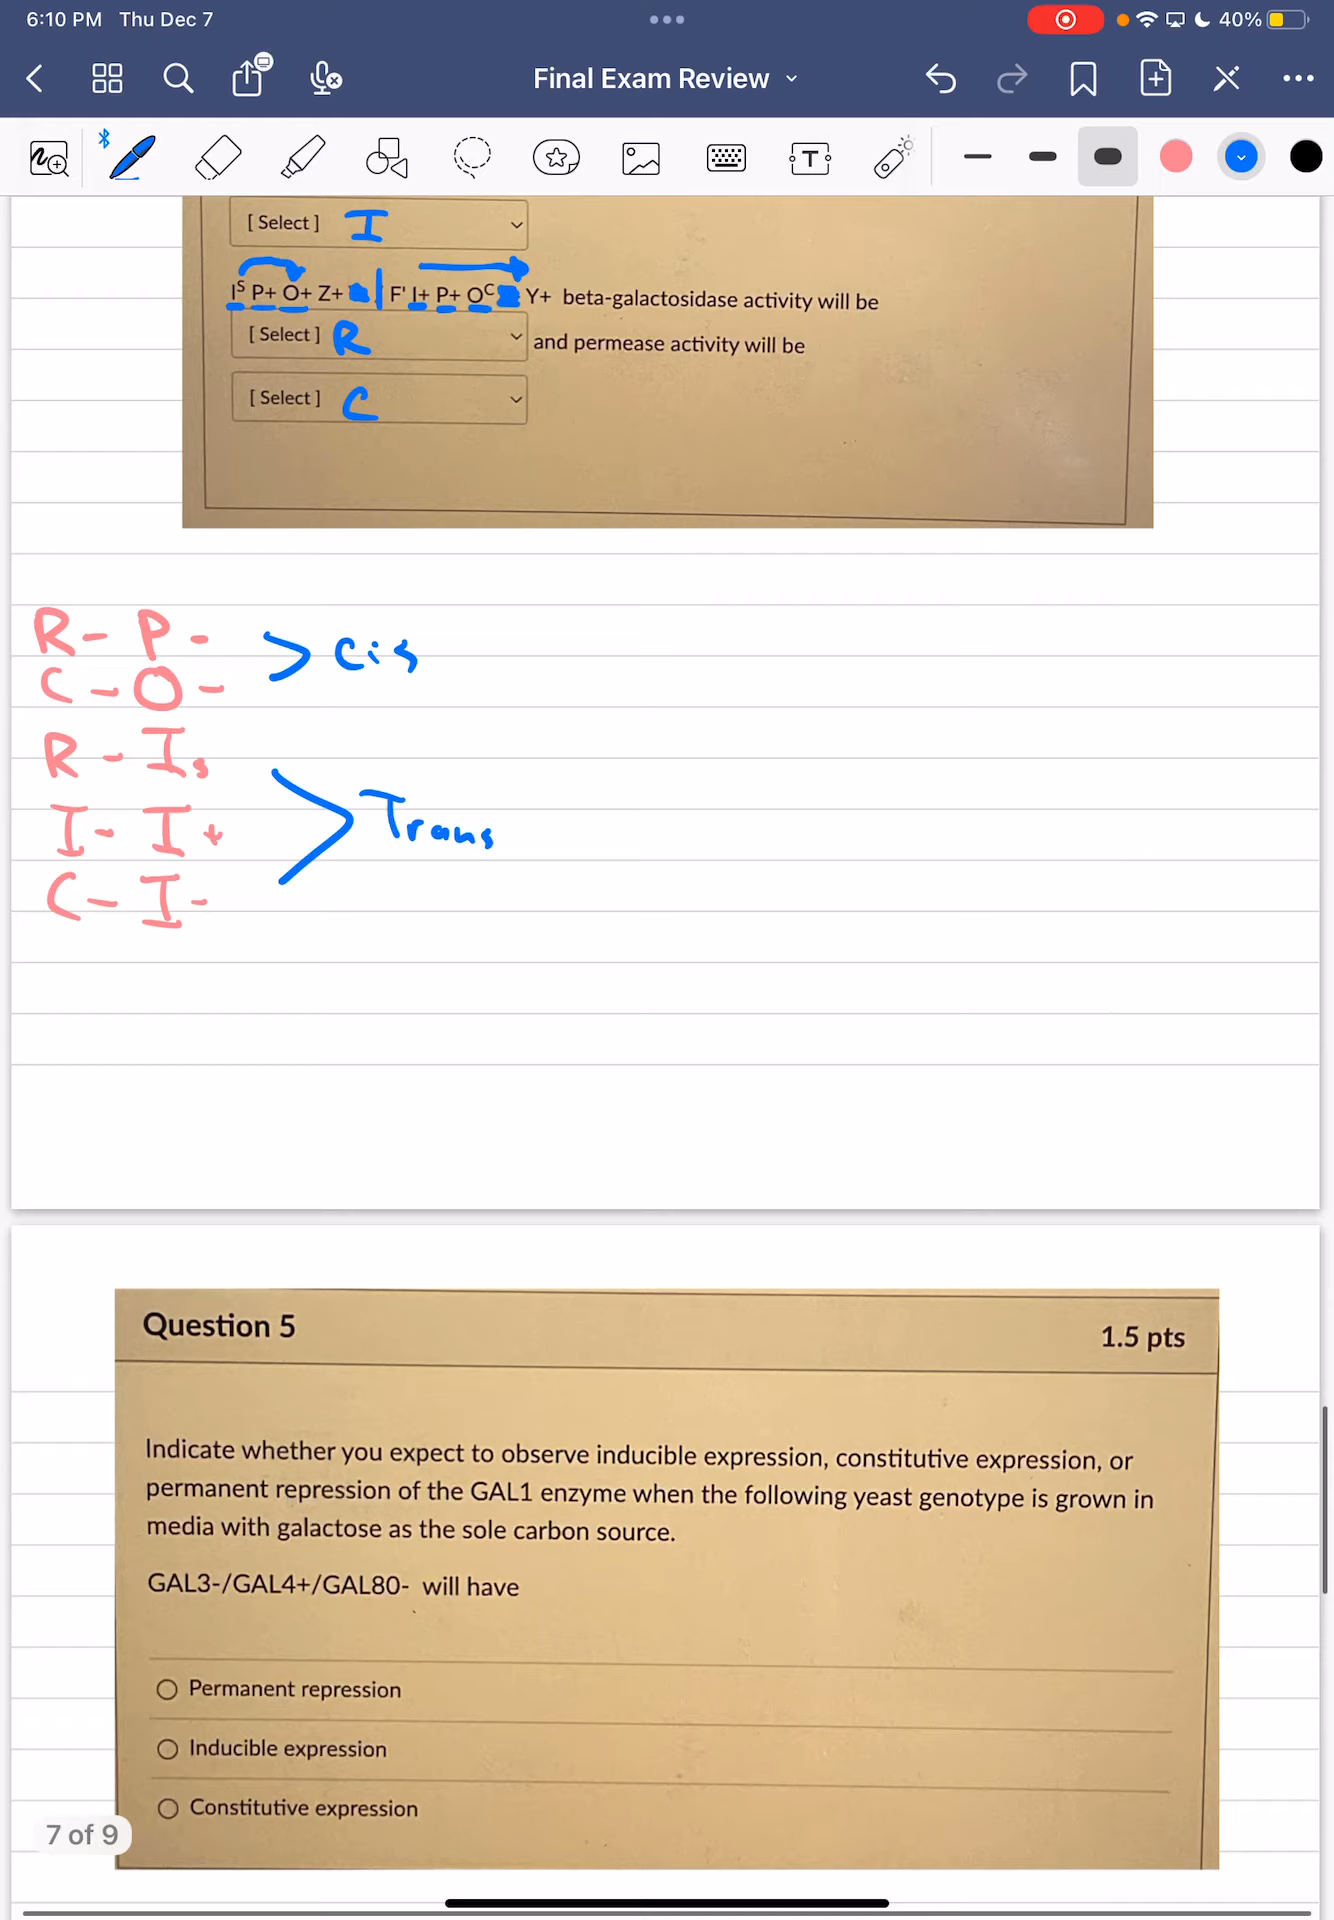 6:10 PM Thu Dec 7
40%
Final Exam Review
T
[ Select ] I
Iˢ P+ O+ Z+ | F' I+ P+ Oᶜ Y+ beta-galactosidase activity will be
[ Select ] R
and permease activity will be
[ Select ] C
R- P-
C-O-
> Cis
R-Is
I- I+
C- I-
> Trans
Question 5
1.5 pts
Indicate whether you expect to observe inducible expression, constitutive expression, or
permanent repression of the GAL1 enzyme when the following yeast genotype is grown in
media with galactose as the sole carbon source.
GAL3-/GAL4+/GAL80- will have
Permanent repression
Inducible expression
Constitutive expression
7 of 9